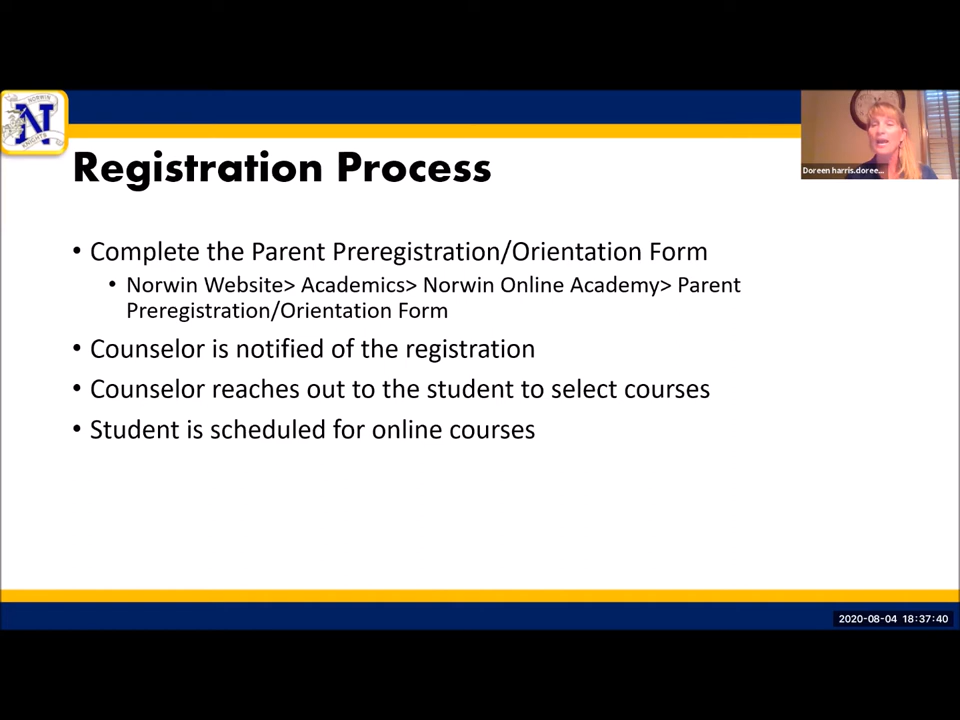 NORWIN
N
KNIGHTS
Registration Process
Doreen harris.doree...
• Complete the Parent Preregistration/Orientation Form
• Norwin Website> Academics> Norwin Online Academy> Parent
Preregistration/Orientation Form
• Counselor is notified of the registration
• Counselor reaches out to the student to select courses
• Student is scheduled for online courses
2020-08-04 18:37:40